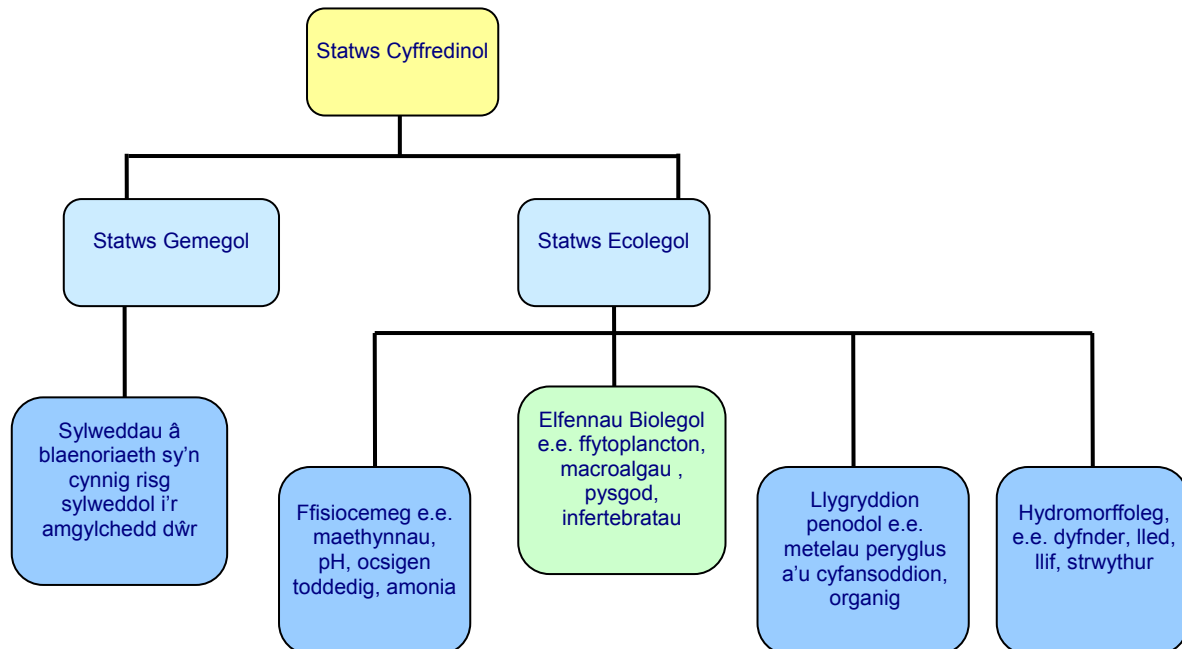 Statws Cyffredinol
Statws Gemegol
Statws Ecolegol
Sylweddau â
blaenoriaeth sy'n
cynnig risg
sylweddol i'r
amgylchedd dŵr
Ffisiocemeg e.e.
maethynnau,
pH, ocsigen
toddedig, amonia
Elfennau Biolegol
e.e. ffytoplancton,
macroalgau ,
pysgod,
infertebratau
Llygryddion
penodol e.e.
metelau peryglus
a'u cyfansoddion,
organig
Hydromorffoleg,
e.e. dyfnder, lled,
llif, strwythur